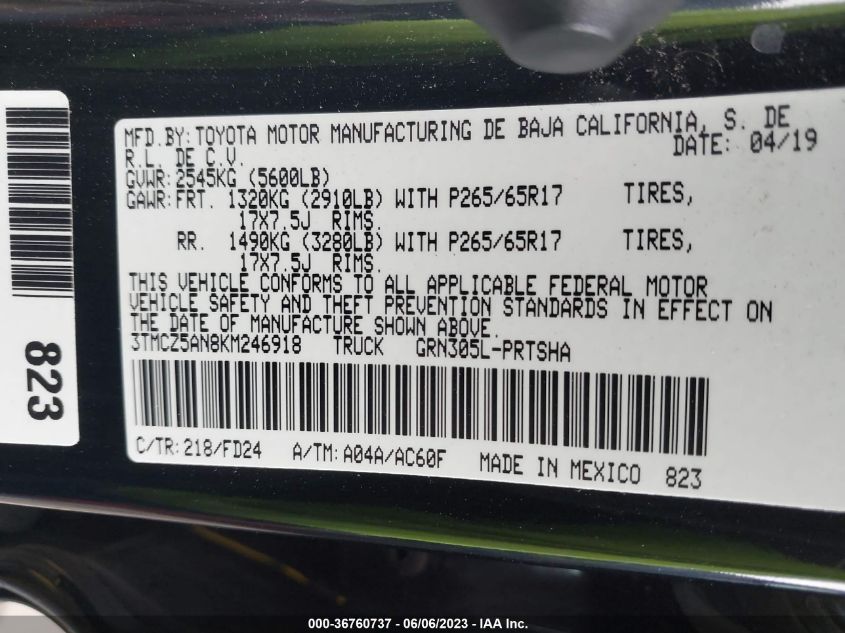 MFD.BY:TOYOTA MOTOR MANUFACTURING DE BAJA CALIFORNIA, S. DE
R.L. DE C.V. DATE: 04/19
GVWR:2545KG (5600LB)
GAWR:FRT. 1320KG (2910LB) WITH P265/65R17 TIRES,
17X7.5J RIMS.
RR. 1490KG (3280LB) WITH P265/65R17 TIRES,
17X7.5J RIMS.
THIS VEHICLE CONFORMS TO ALL APPLICABLE FEDERAL MOTOR
VEHICLE SAFETY AND THEFT PREVENTION STANDARDS IN EFFECT ON
THE DATE OF MANUFACTURE SHOWN ABOVE.
3TMCZ5AN8KM246918 TRUCK GRN305L-PRTSHA
C/TR:218/FD24 A/TM:A04A/AC60F MADE IN MEXICO 823
823
000-36760737 - 06/06/2023 - IAA Inc.